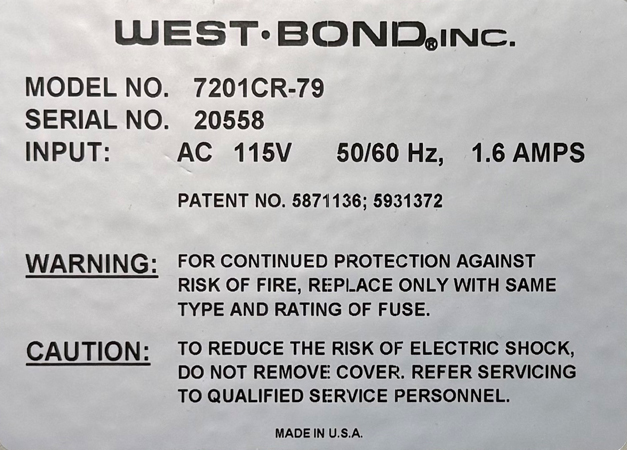 WEST·BOND® INC.
MODEL NO. 7201CR-79
SERIAL NO. 20558
INPUT: AC 115V 50/60 Hz, 1.6 AMPS
PATENT NO. 5871136; 5931372
WARNING: FOR CONTINUED PROTECTION AGAINST
RISK OF FIRE, REPLACE ONLY WITH SAME
TYPE AND RATING OF FUSE.
CAUTION: TO REDUCE THE RISK OF ELECTRIC SHOCK,
DO NOT REMOVE COVER. REFER SERVICING
TO QUALIFIED SERVICE PERSONNEL.
MADE IN U.S.A.